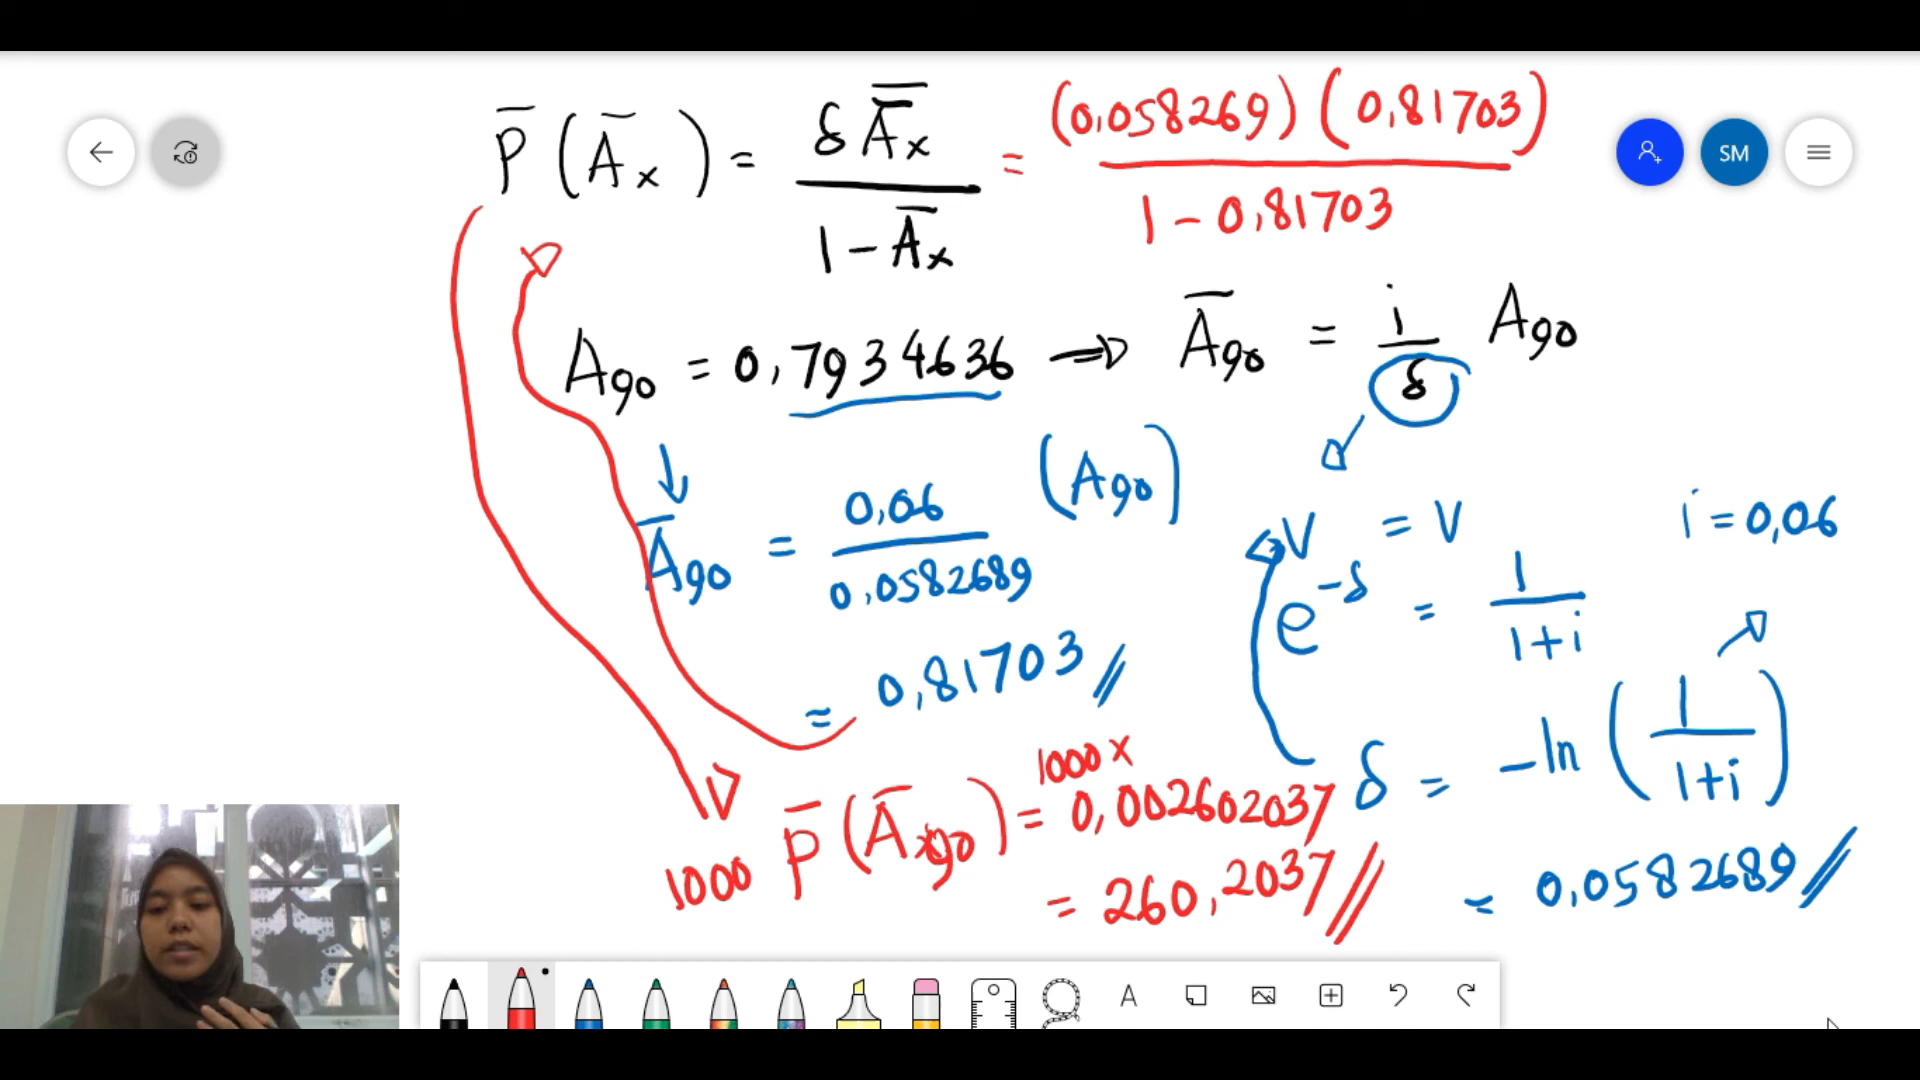 P̄ (Āx) = δ Āx / 1 - Āx = (0,058269) (0,81703) / 1 - 0,81703
A90 = 0,7934636 ⇒ Ā90 = i / δ A90
Ā90 = 0,06 / 0,0582689 (A90)
= 0,81703 //
V = V
i = 0,06
e^-δ = 1 / 1+i
δ = -ln ( 1 / 1+i )
= 0,0582689 //
1000 P̄ (Ā90) = 1000 x 0,002602037
= 260,2037 //
SM
A